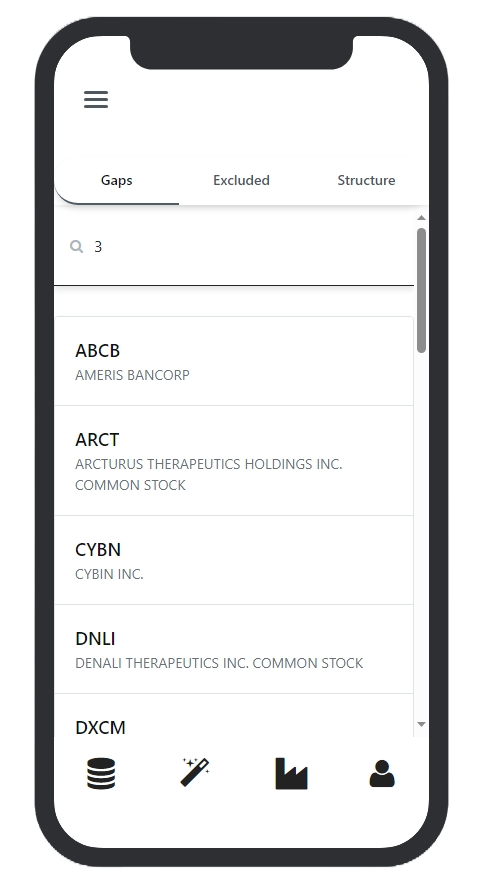 Gaps Excluded Structure
3
ABCB
AMERIS BANCORP
ARCT
ARCTURUS THERAPEUTICS HOLDINGS INC.
COMMON STOCK
CYBN
CYBIN INC.
DNLI
DENALI THERAPEUTICS INC. COMMON STOCK
DXCM